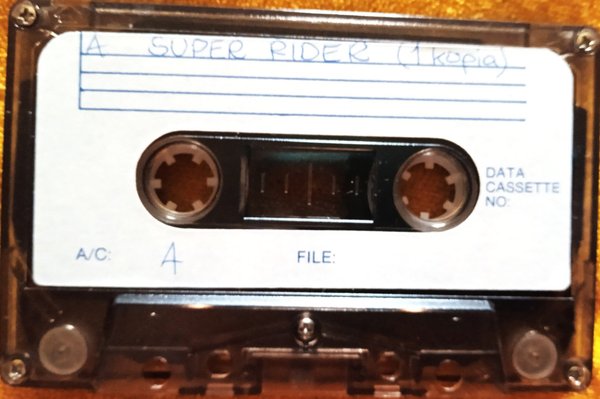 A SUPER RIDER (1 kopia)
DATA
CASSETTE
NO:
A/C: A FILE: